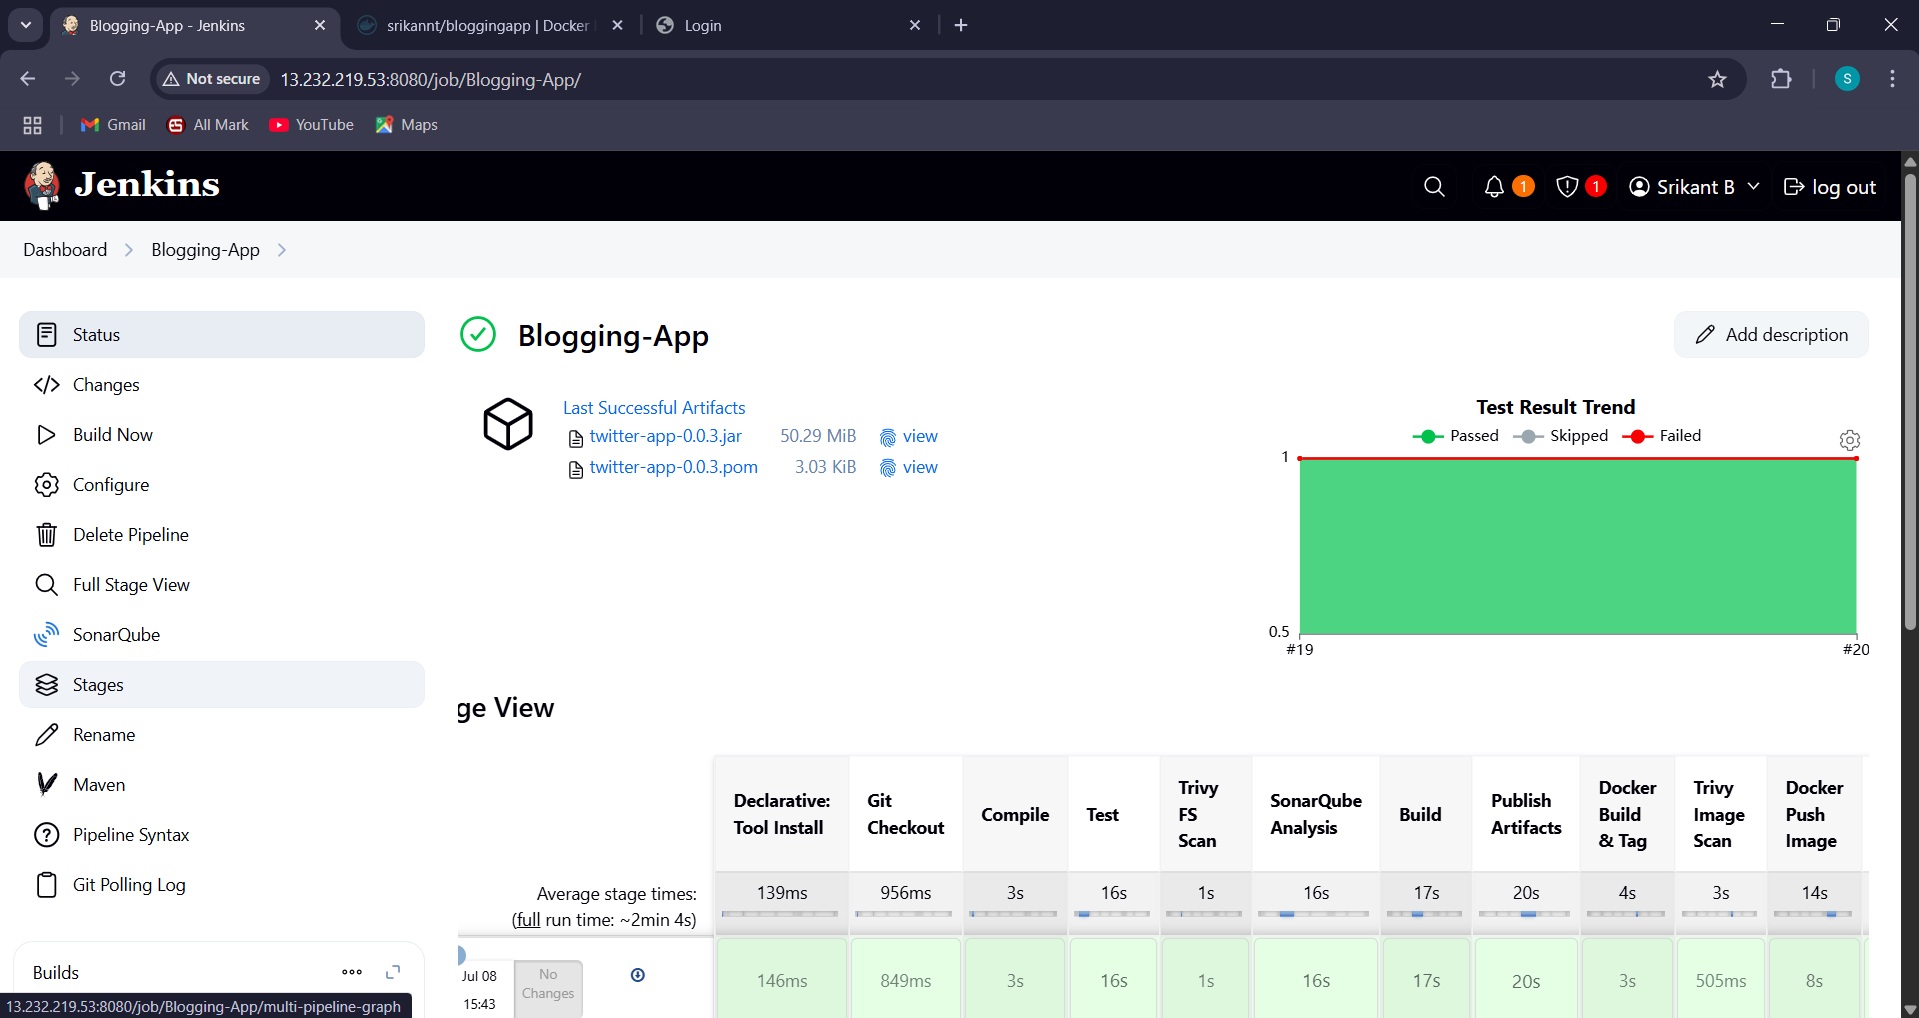 Blogging-App - Jenkins
srikannt/bloggingapp | Docker
Login
Not secure
13.232.219.53:8080/job/Blogging-App/
S
Gmail
All Mark
YouTube
Maps
Jenkins
1
1
Srikant B
log out
Dashboard
Blogging-App
Status
Changes
Build Now
Configure
Delete Pipeline
Full Stage View
SonarQube
Stages
Rename
Maven
Pipeline Syntax
Git Polling Log
Builds
13.232.219.53:8080/job/Blogging-App/multi-pipeline-graph
Blogging-App
Add description
Last Successful Artifacts
twitter-app-0.0.3.jar 50.29 MiB view
twitter-app-0.0.3.pom 3.03 KiB view
Test Result Trend
Passed Skipped Failed
1
0.5
#19 #20
ge View
Declarative: Tool Install
Git Checkout
Compile
Test
Trivy FS Scan
SonarQube Analysis
Build
Publish Artifacts
Docker Build & Tag
Trivy Image Scan
Docker Push Image
Average stage times:
(full run time: ~2min 4s)
139ms 956ms 3s 16s 1s 16s 17s 20s 4s 3s 14s
Jul 08
15:43
No Changes
146ms 849ms 3s 16s 1s 16s 17s 20s 3s 505ms 8s